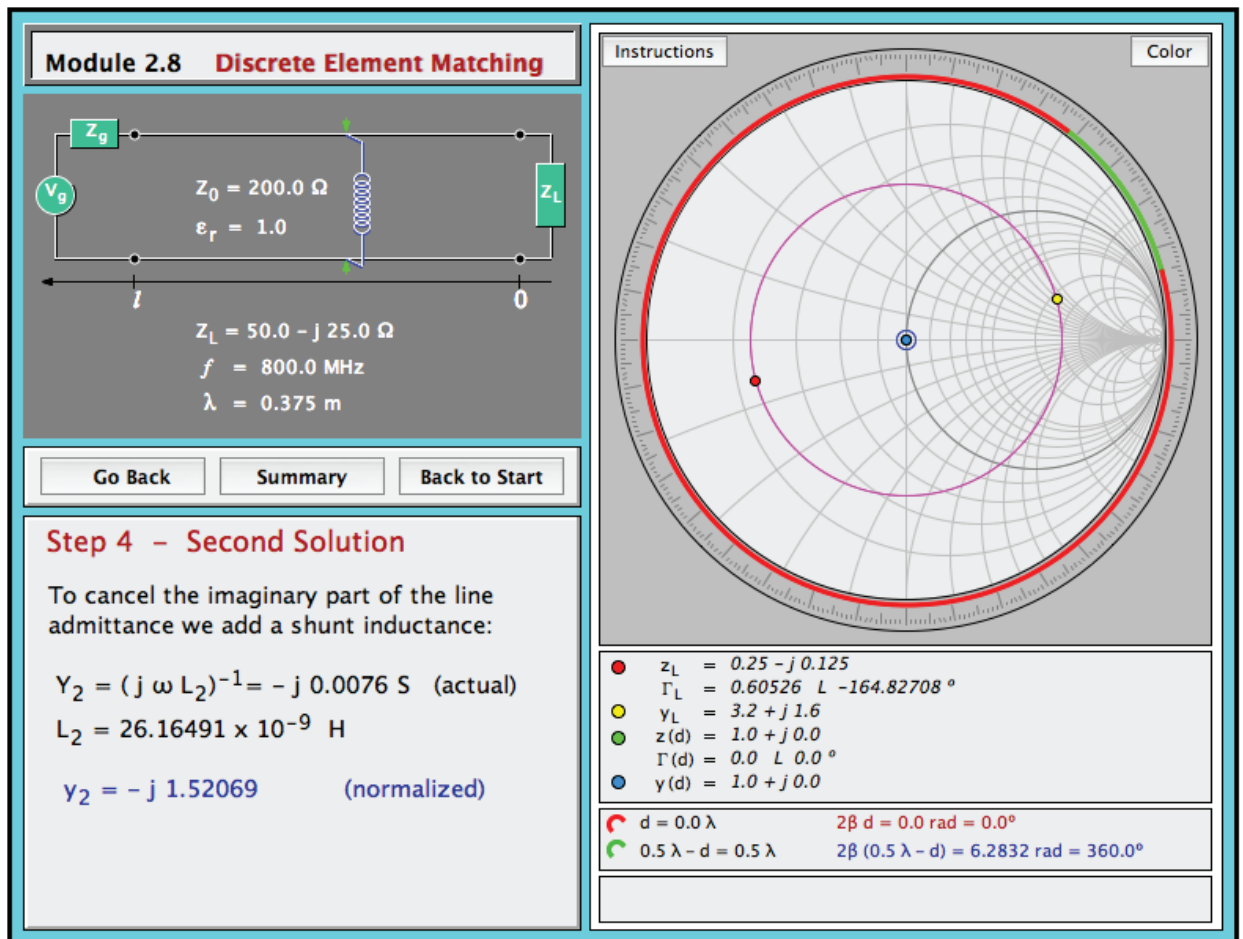 Module 2.8 Discrete Element Matching
Zg
Vg
Z0 = 200.0 Ω
εr = 1.0
ZL
l
0
ZL = 50.0 – j 25.0 Ω
f = 800.0 MHz
λ = 0.375 m
Go Back
Summary
Back to Start
Step 4 – Second Solution
To cancel the imaginary part of the line
admittance we add a shunt inductance:
Y2 = ( j ω L2 )–1= – j 0.0076 S (actual)
L2 = 26.16491 x 10–9 H
y2 = – j 1.52069 (normalized)
Instructions
Color
zL = 0.25 – j 0.125
ΓL = 0.60526 L –164.82708 º
yL = 3.2 + j 1.6
z (d) = 1.0 + j 0.0
Γ (d) = 0.0 L 0.0 º
y (d) = 1.0 + j 0.0
d = 0.0 λ 2β d = 0.0 rad = 0.0º
0.5 λ – d = 0.5 λ 2β (0.5 λ – d) = 6.2832 rad = 360.0º